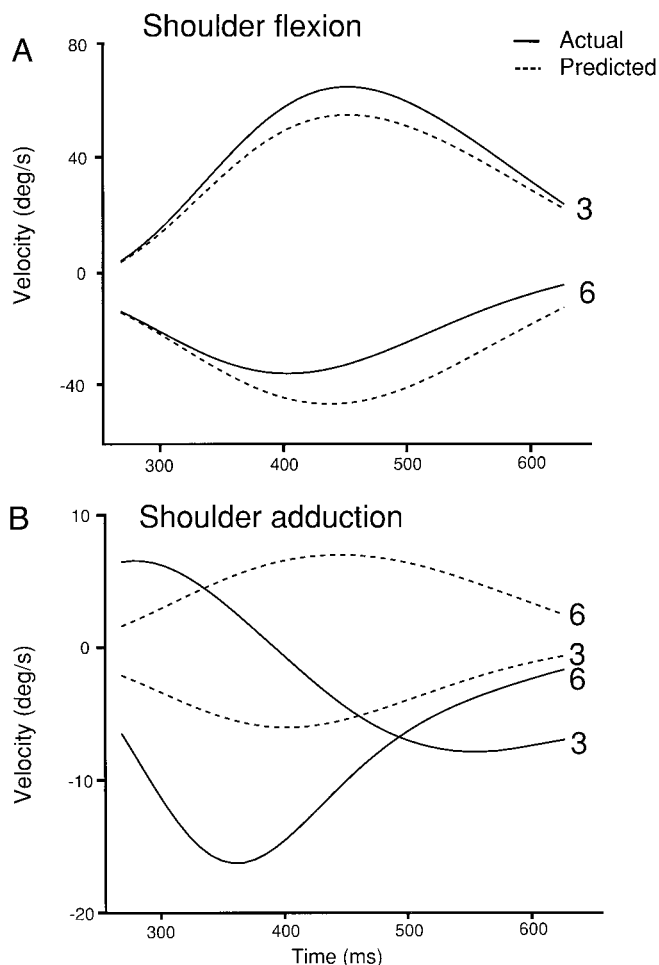 A
Shoulder flexion
Actual
Predicted
Velocity (deg/s)
80
40
0
-40
3
6
300 400 500 600
B
Shoulder adduction
Velocity (deg/s)
10
0
-10
-20
6
3
6
3
300 400 500 600
Time (ms)